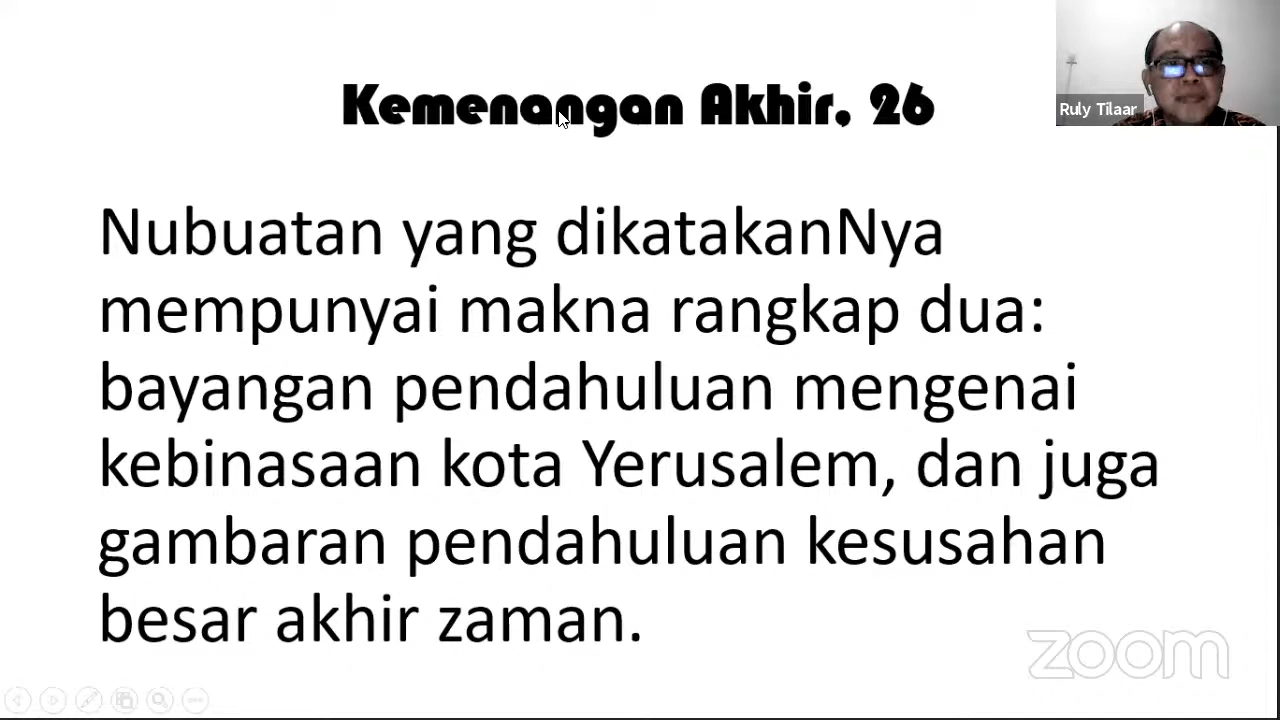 Kemenangan Akhir, 26
Ruly Tilaar
Nubuatan yang dikatakanNya
mempunyai makna rangkap dua:
bayangan pendahuluan mengenai
kebinasaan kota Yerusalem, dan juga
gambaran pendahuluan kesusahan
besar akhir zaman.
zoom